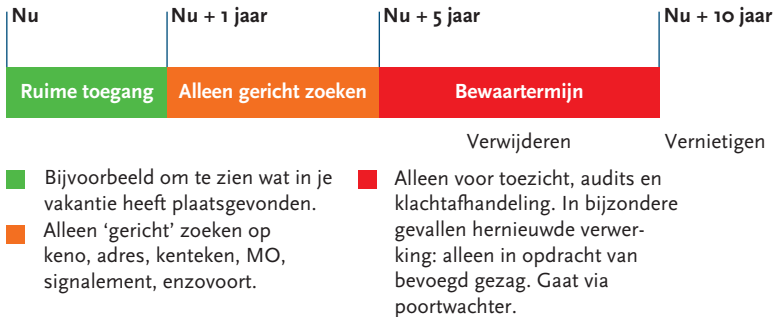 Nu
Nu + 1 jaar
Nu + 5 jaar
Nu + 10 jaar
Ruime toegang
Alleen gericht zoeken
Bewaartermijn
Verwijderen
Vernietigen
Bijvoorbeeld om te zien wat in je
vakantie heeft plaatsgevonden.
Alleen ‘gericht’ zoeken op
keno, adres, kenteken, MO,
signalement, enzovoort.
Alleen voor toezicht, audits en
klachtafhandeling. In bijzondere
gevallen hernieuwde verwer-
king: alleen in opdracht van
bevoegd gezag. Gaat via
poortwachter.